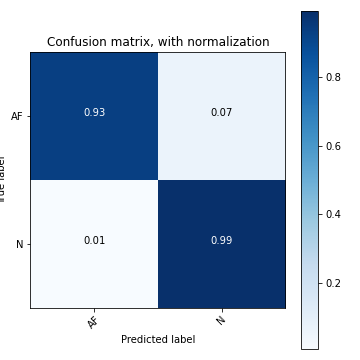 Confusion matrix, with normalization
AF
0.93
0.07
N
0.01
0.99
AF
N
True label
Predicted label
0.8
0.6
0.4
0.2